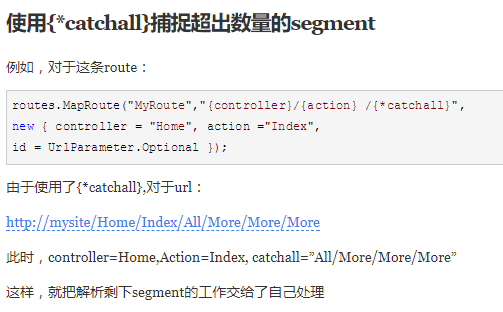 使用{*catchall}捕捉超出数量的segment
例如，对于这条route：
routes.MapRoute("MyRoute","{controller}/{action} /{*catchall}",
new { controller = "Home", action ="Index",
id = UrlParameter.Optional });
由于使用了{*catchall},对于url：
http://mysite/Home/Index/All/More/More/More
此时，controller=Home,Action=Index, catchall=”All/More/More/More”
这样，就把解析剩下segment的工作交给了自己处理